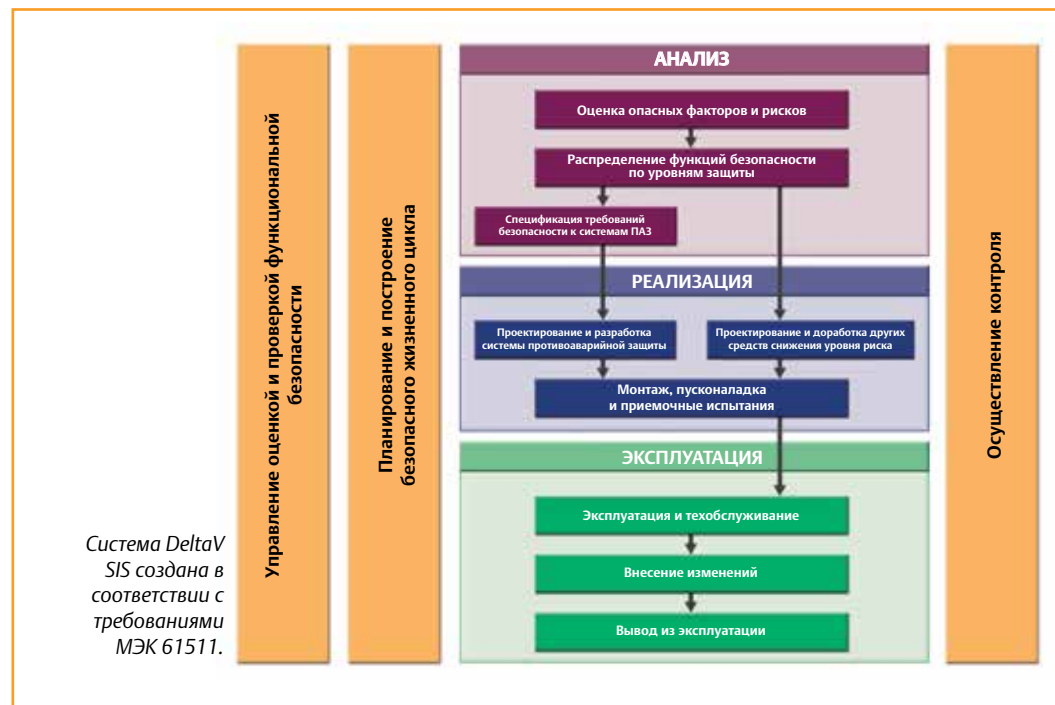 Управление оценкой и проверкой функциональной
безопасности
Планирование и построение
безопасного жизненного цикла
АНАЛИЗ
Оценка опасных факторов и рисков
Распределение функций безопасности
по уровням защиты
Спецификация требований
безопасности к системам ПАЗ
РЕАЛИЗАЦИЯ
Проектирование и разработка
системы противоаварийной защиты
Проектирование и доработка других
средств снижения уровня риска
Монтаж, пусконаладка
и приемочные испытания
ЭКСПЛУАТАЦИЯ
Эксплуатация и техобслуживание
Внесение изменений
Вывод из эксплуатации
Осуществление контроля
Система DeltaV
SIS создана в
соответствии с
требованиями
МЭК 61511.